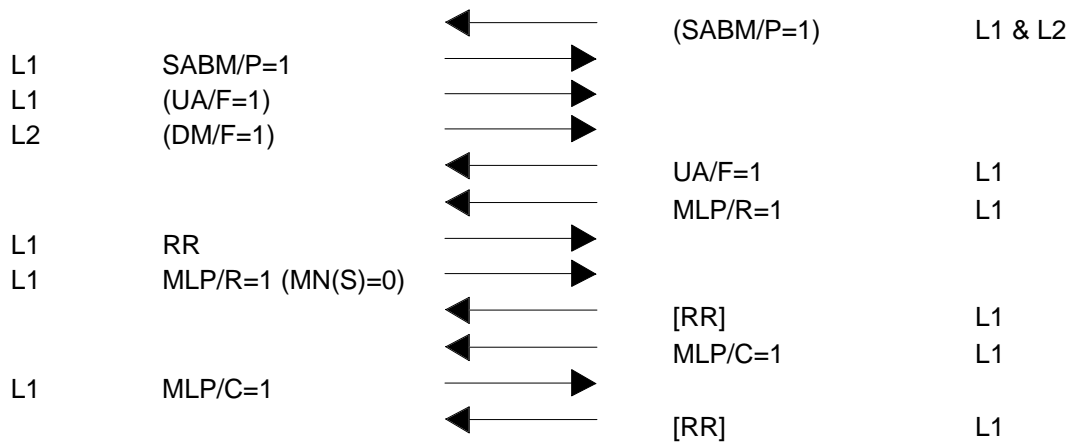 (SABM/P=1) L1 & L2
L1 SABM/P=1
L1 (UA/F=1)
L2 (DM/F=1)
UA/F=1 L1
MLP/R=1 L1
L1 RR
L1 MLP/R=1 (MN(S)=0)
[RR] L1
MLP/C=1 L1
L1 MLP/C=1
[RR] L1